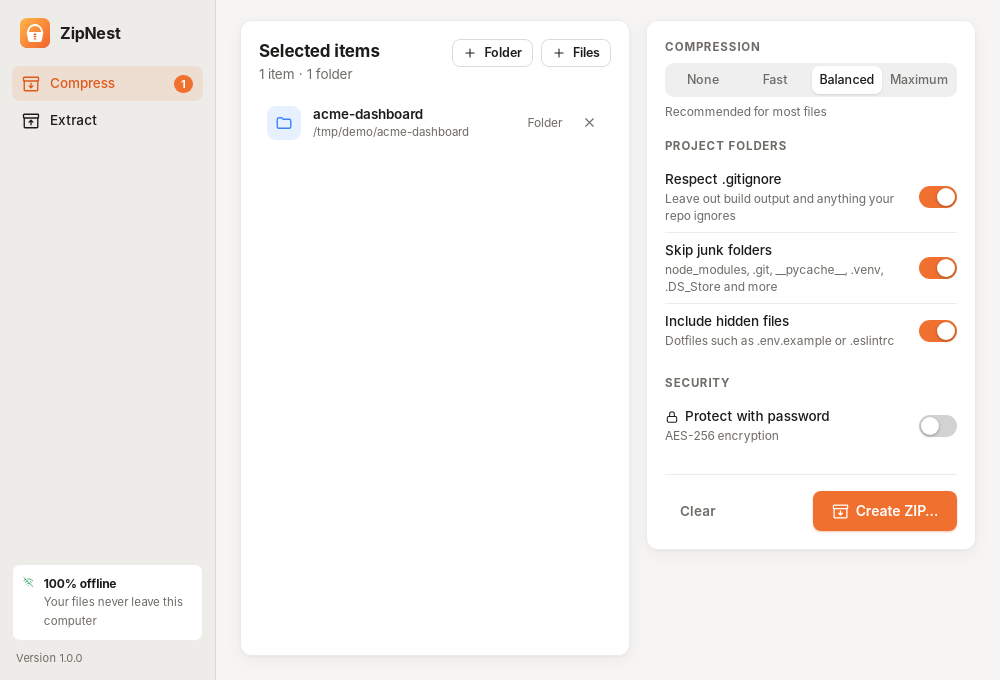 ZipNest
Compress
1
Extract
100% offline
Your files never leave this
computer
Version 1.0.0
Selected items
1 item · 1 folder
Folder
Files
acme-dashboard
/tmp/demo/acme-dashboard
Folder
COMPRESSION
None
Fast
Balanced
Maximum
Recommended for most files
PROJECT FOLDERS
Respect .gitignore
Leave out build output and anything your
repo ignores
Skip junk folders
node_modules, .git, __pycache__, .venv,
.DS_Store and more
Include hidden files
Dotfiles such as .env.example or .eslintrc
SECURITY
Protect with password
AES-256 encryption
Clear
Create ZIP...